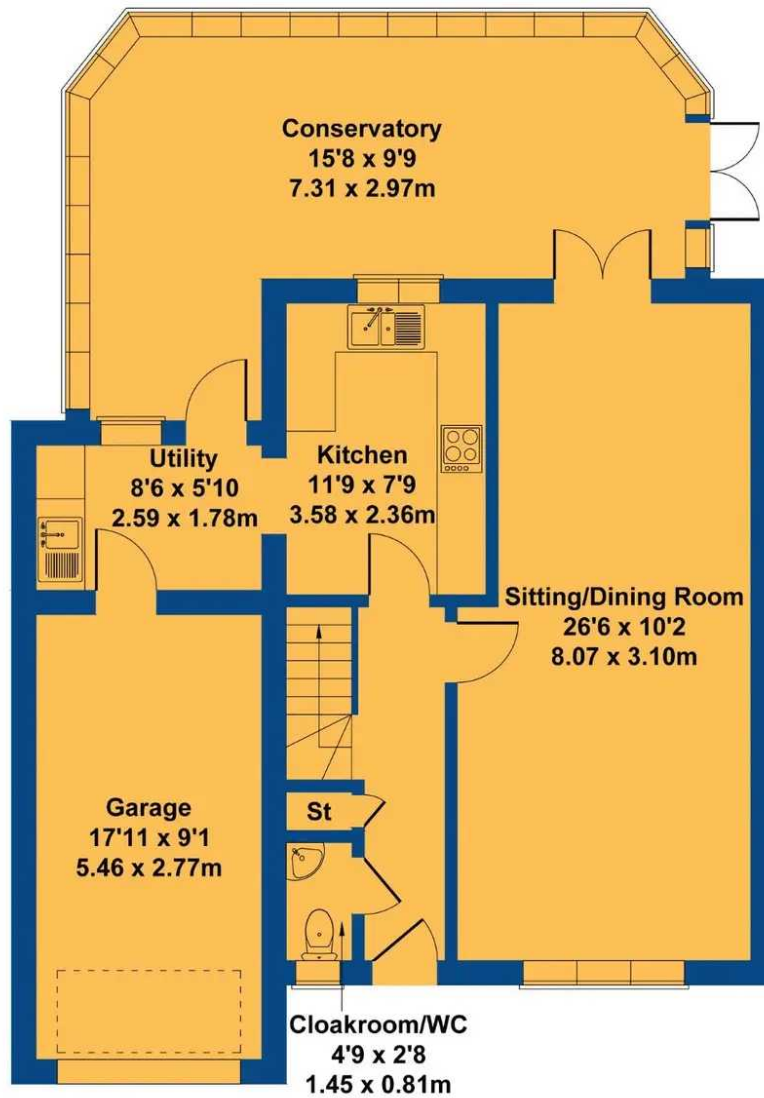 Conservatory
15'8 x 9'9
7.31 x 2.97m
Utility
8'6 x 5'10
2.59 x 1.78m
Kitchen
11'9 x 7'9
3.58 x 2.36m
Sitting/Dining Room
26'6 x 10'2
8.07 x 3.10m
Garage
17'11 x 9'1
5.46 x 2.77m
St
Cloakroom/WC
4'9 x 2'8
1.45 x 0.81m